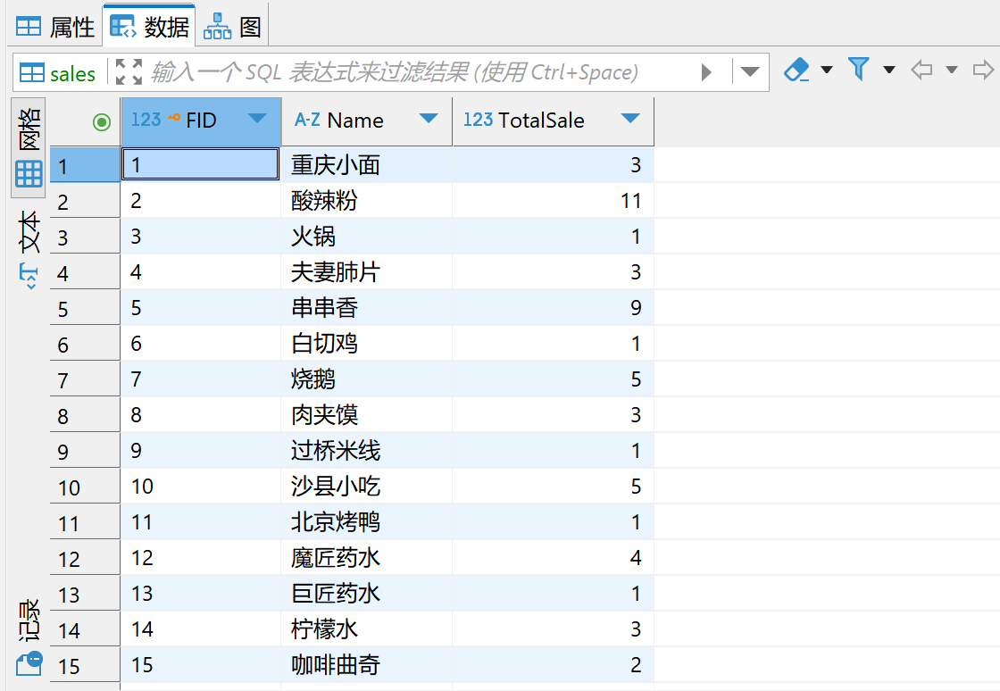 属性 数据 图
sales 输入一个 SQL 表达式来过滤结果 (使用 Ctrl+Space)
网格
文本
记录
123 FID A-Z Name 123 TotalSale
1 1 重庆小面 3
2 2 酸辣粉 11
3 3 火锅 1
4 4 夫妻肺片 3
5 5 串串香 9
6 6 白切鸡 1
7 7 烧鹅 5
8 8 肉夹馍 3
9 9 过桥米线 1
10 10 沙县小吃 5
11 11 北京烤鸭 1
12 12 魔匠药水 4
13 13 巨匠药水 1
14 14 柠檬水 3
15 15 咖啡曲奇 2